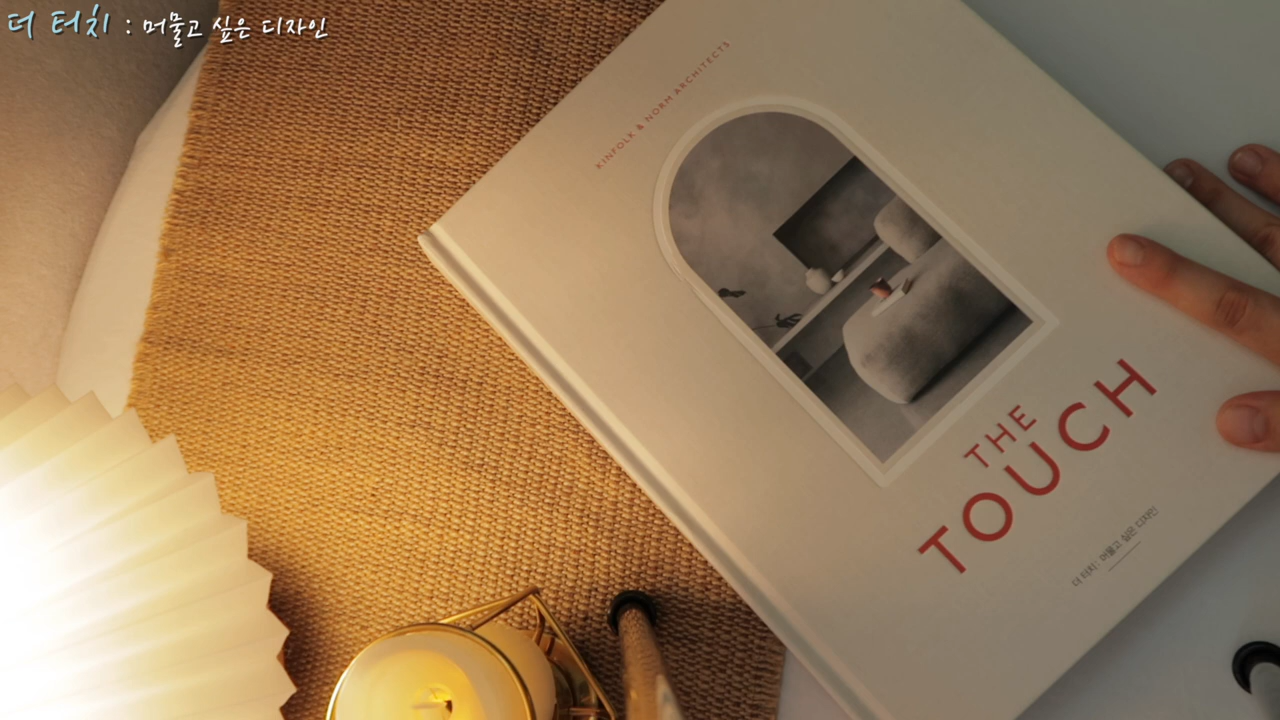 더 터치 : 머물고 싶은 디자인
KINFOLK & NORM ARCHITECTS
THE
TOUCH
더 터치: 머물고 싶은 디자인